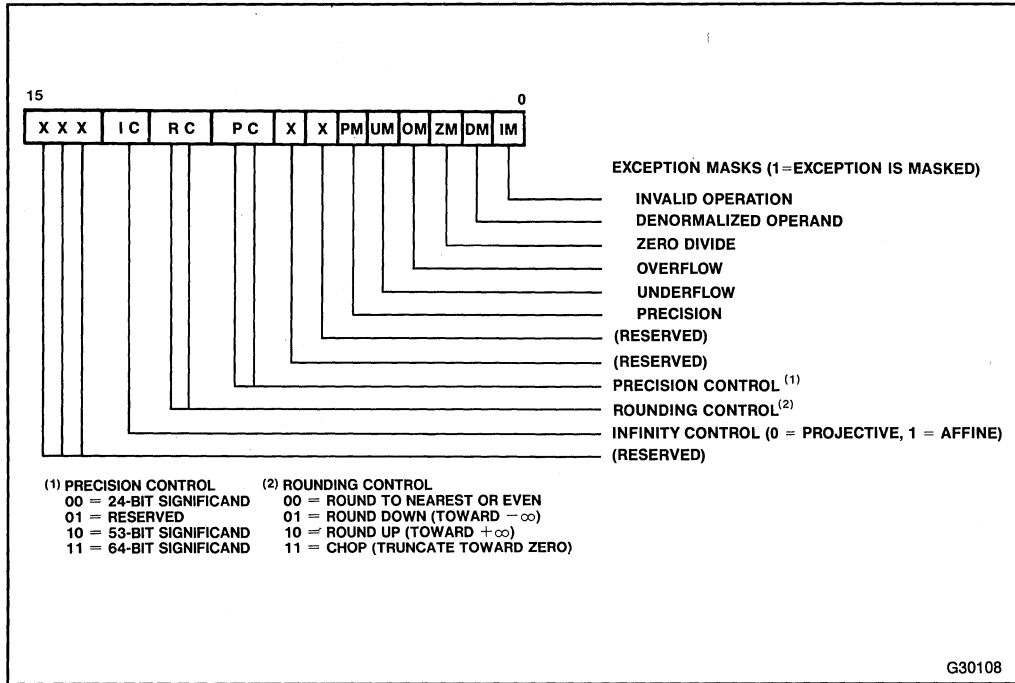 15 0
X X X I C R C P C X X PM UM OM ZM DM IM
EXCEPTION MASKS (1=EXCEPTION IS MASKED)
INVALID OPERATION
DENORMALIZED OPERAND
ZERO DIVIDE
OVERFLOW
UNDERFLOW
PRECISION
(RESERVED)
(RESERVED)
PRECISION CONTROL (1)
ROUNDING CONTROL(2)
INFINITY CONTROL (0 = PROJECTIVE, 1 = AFFINE)
(RESERVED)
(1) PRECISION CONTROL
00 = 24-BIT SIGNIFICAND
01 = RESERVED
10 = 53-BIT SIGNIFICAND
11 = 64-BIT SIGNIFICAND
(2) ROUNDING CONTROL
00 = ROUND TO NEAREST OR EVEN
01 = ROUND DOWN (TOWARD −∞)
10 = ROUND UP (TOWARD +∞)
11 = CHOP (TRUNCATE TOWARD ZERO)
G30108